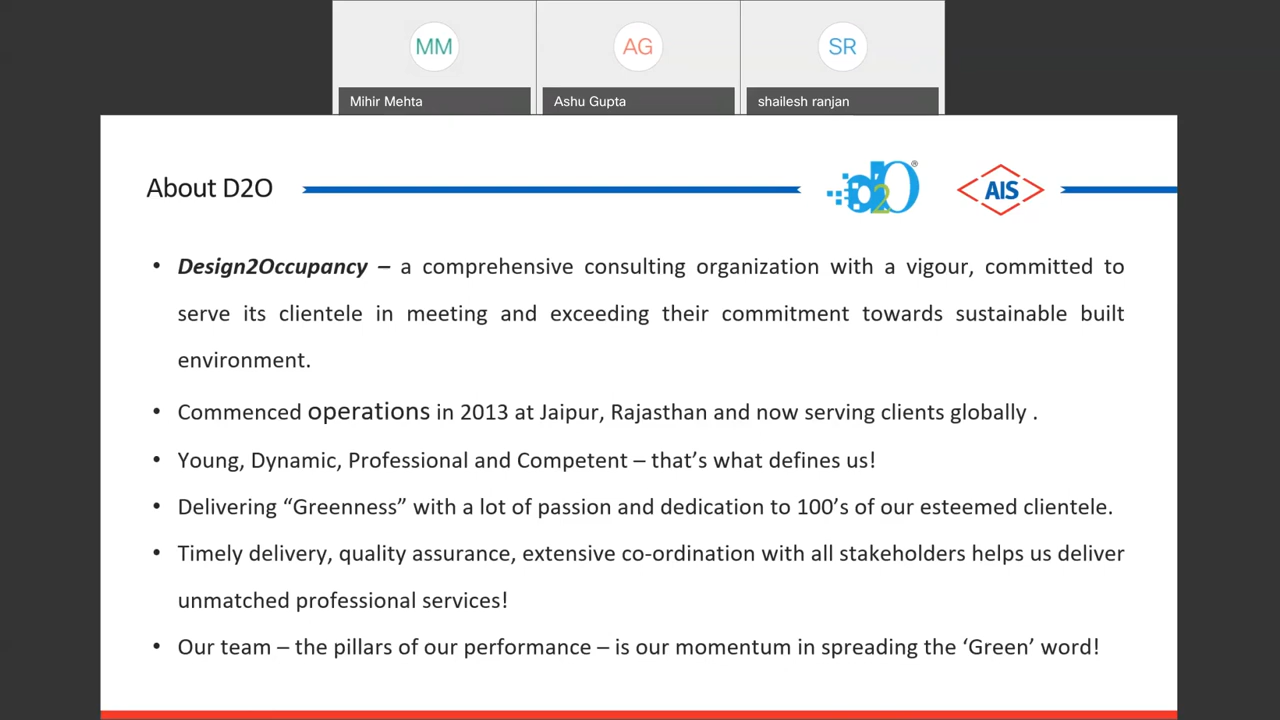 MM
AG
SR
Mihir Mehta
Ashu Gupta
shailesh ranjan
About D2O
d2O®
AIS
• Design2Occupancy – a comprehensive consulting organization with a vigour, committed to
serve its clientele in meeting and exceeding their commitment towards sustainable built
environment.
• Commenced operations in 2013 at Jaipur, Rajasthan and now serving clients globally .
• Young, Dynamic, Professional and Competent – that’s what defines us!
• Delivering “Greenness” with a lot of passion and dedication to 100’s of our esteemed clientele.
• Timely delivery, quality assurance, extensive co-ordination with all stakeholders helps us deliver
unmatched professional services!
• Our team – the pillars of our performance – is our momentum in spreading the ‘Green’ word!